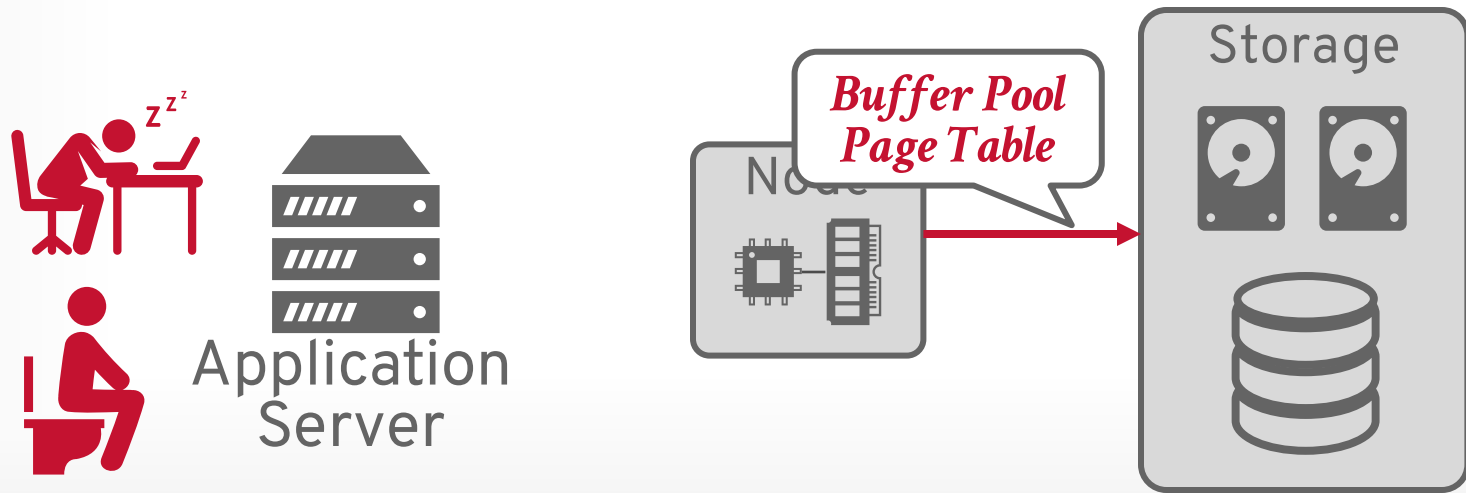 z z z
Application
Server
Buffer Pool
Page Table
Node
Storage